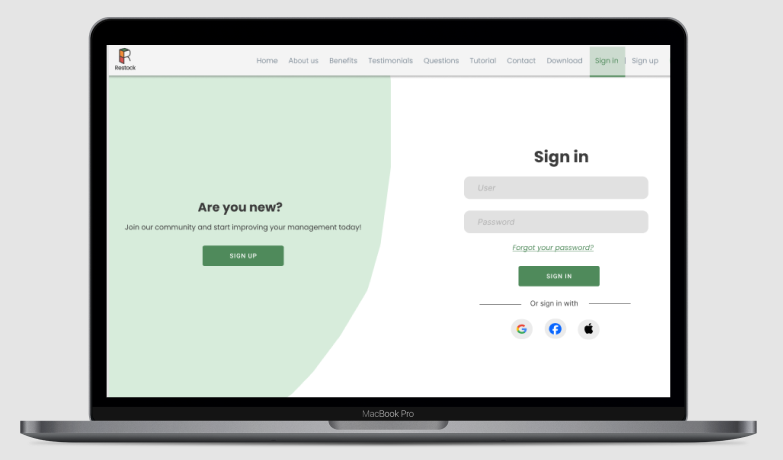 Restock
Home About us Benefits Testimonials Questions Tutorial Contact Download Sign in | Sign up
Are you new?
Join our community and start improving your management today!
SIGN UP
Sign in
User
Password
Forgot your password?
SIGN IN
Or sign in with
MacBook Pro